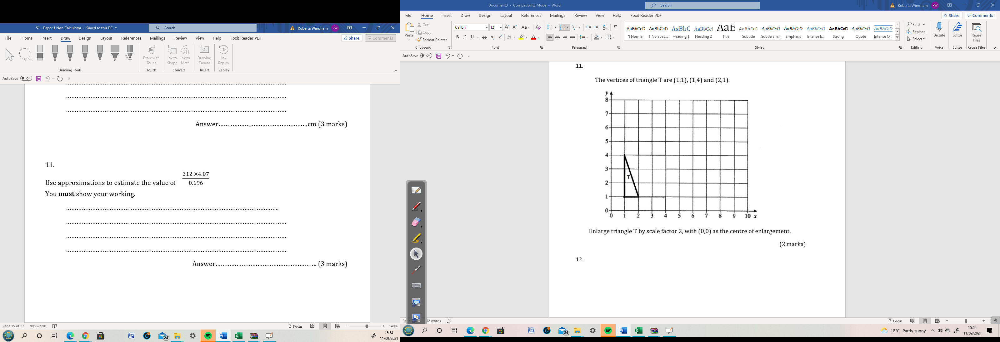 S1 - Paper 1 Non Calculator - Saved to this PC
Search
Roberta Windham RW
File Home Insert Draw Design Layout References Mailings Review View Help Foxit Reader PDF
Share Comments
Draw with Touch
Ink to Shape
Ink to Math
Drawing Canvas
Ink Replay
Drawing Tools Touch Convert Insert Replay
AutoSave Off
Answer……………………………………………cm (3 marks)
11.
Use approximations to estimate the value of 312 ×4.07
0.196
You must show your working.
Answer…………………………………………………. (3 marks)
Page 15 of 27 905 words
Focus 140%
24
15:54
11/09/2021
Document3 - Compatibility Mode - Word
Search
Roberta Windham RW
File Home Insert Draw Design Layout References Mailings Review View Help Foxit Reader PDF
Share Comments
Paste
Cut
Copy
Format Painter
Calibri 12
AaBbCcD AaBbCcD AaBbC AaBbCcI AaB AaBbCcD AaBbCcD AaBbCcD AaBbCcD AaBbCcD AaBbCcD AaBbCcD
¶ Normal ¶ No Spac... Heading 1 Heading 2 Title Subtitle Subtle Em... Emphasis Intense E... Strong Quote Intense Q...
Find
Replace
Select
Dictate
Editor
Reuse Files
Clipboard Font Paragraph Styles Editing Voice Editor Reuse Files
AutoSave Off
11.
The vertices of triangle T are (1,1), (1,4) and (2,1).
y
8
7
6
5
4
3
2
1
0
T
0 1 2 3 4 5 6 7 8 9 10 x
Enlarge triangle T by scale factor 2, with (0,0) as the centre of enlargement.
(2 marks)
12.
words
Focus
24
18°C Partly sunny
15:54
11/09/2021